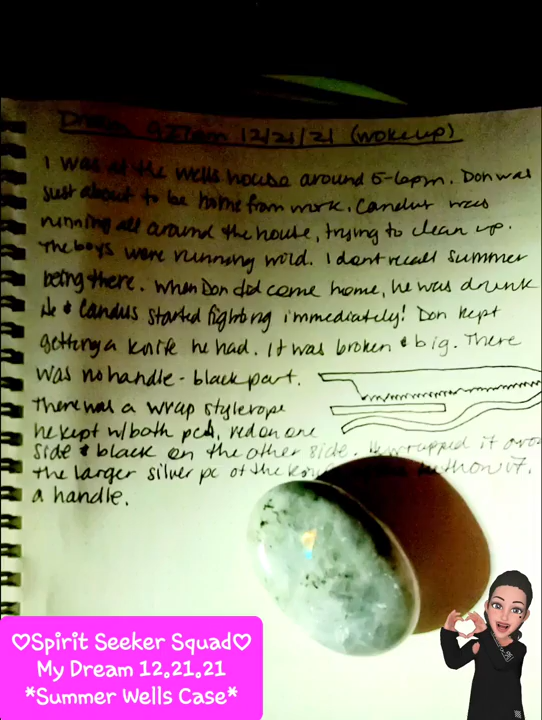 Dream 12/21/21 (woke up)
I was at the wells house around 5-6pm. Don was
just about to be home from work. Candus was
running all around the house, trying to clean up.
The boys were running wild. I dont recall Summer
being there. When Don did come home, he was drunk
He & Candus started fighting immediately! Don kept
getting a knife he had. It was broken & big. There
was no handle - black part.
There was a wrap style rope
he kept w/both pcs, red on one
side & black on the other side. He wrapped it
the larger silver pc of the
a handle.
♡Spirit Seeker Squad♡
My Dream 12.21.21
*Summer Wells Case*